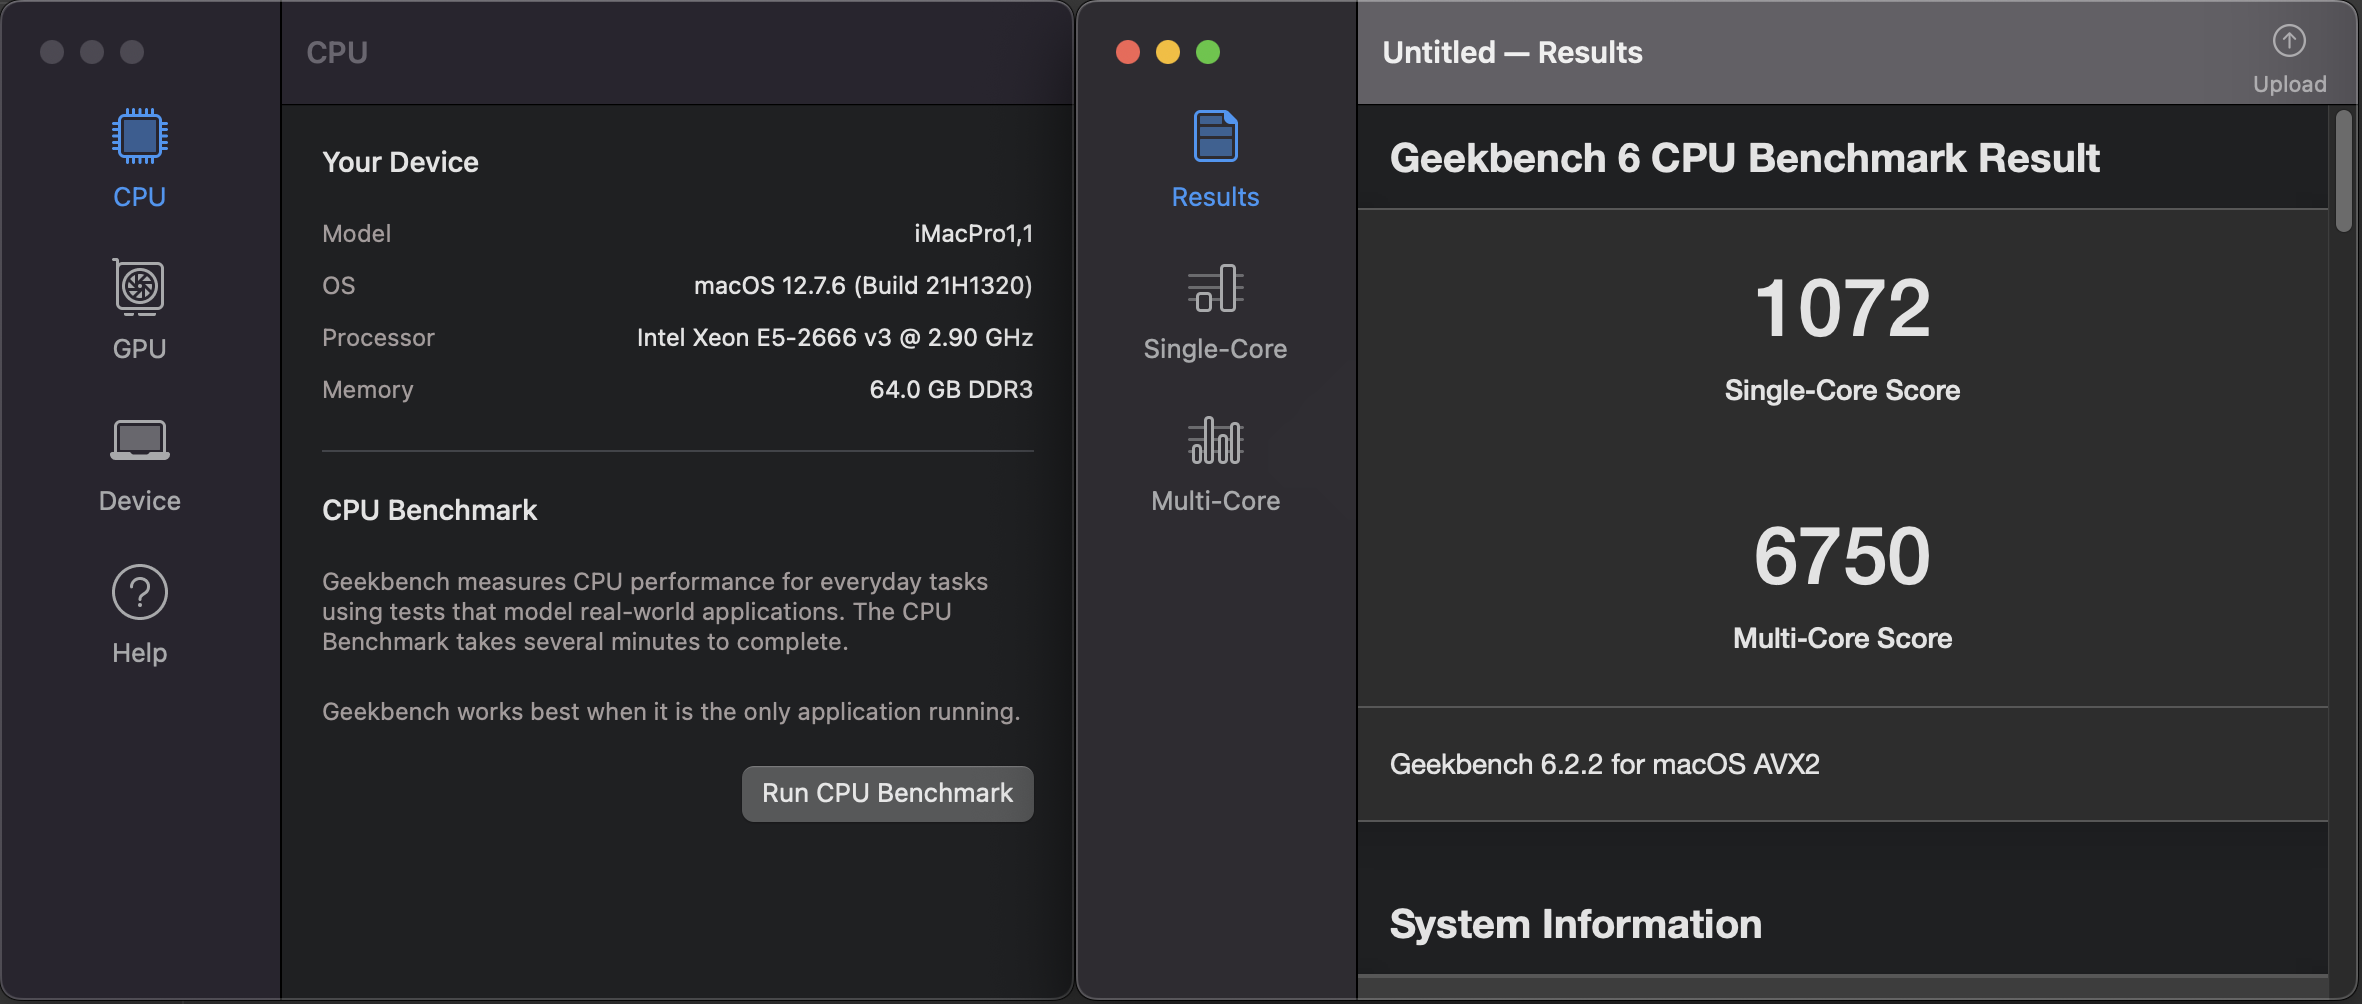 CPU
GPU
Device
Help
CPU
Your Device
Model iMacPro1,1
OS macOS 12.7.6 (Build 21H1320)
Processor Intel Xeon E5-2666 v3 @ 2.90 GHz
Memory 64.0 GB DDR3
CPU Benchmark
Geekbench measures CPU performance for everyday tasks
using tests that model real-world applications. The CPU
Benchmark takes several minutes to complete.
Geekbench works best when it is the only application running.
Run CPU Benchmark
Results
Single-Core
Multi-Core
Untitled — Results
Upload
Geekbench 6 CPU Benchmark Result
1072
Single-Core Score
6750
Multi-Core Score
Geekbench 6.2.2 for macOS AVX2
System Information